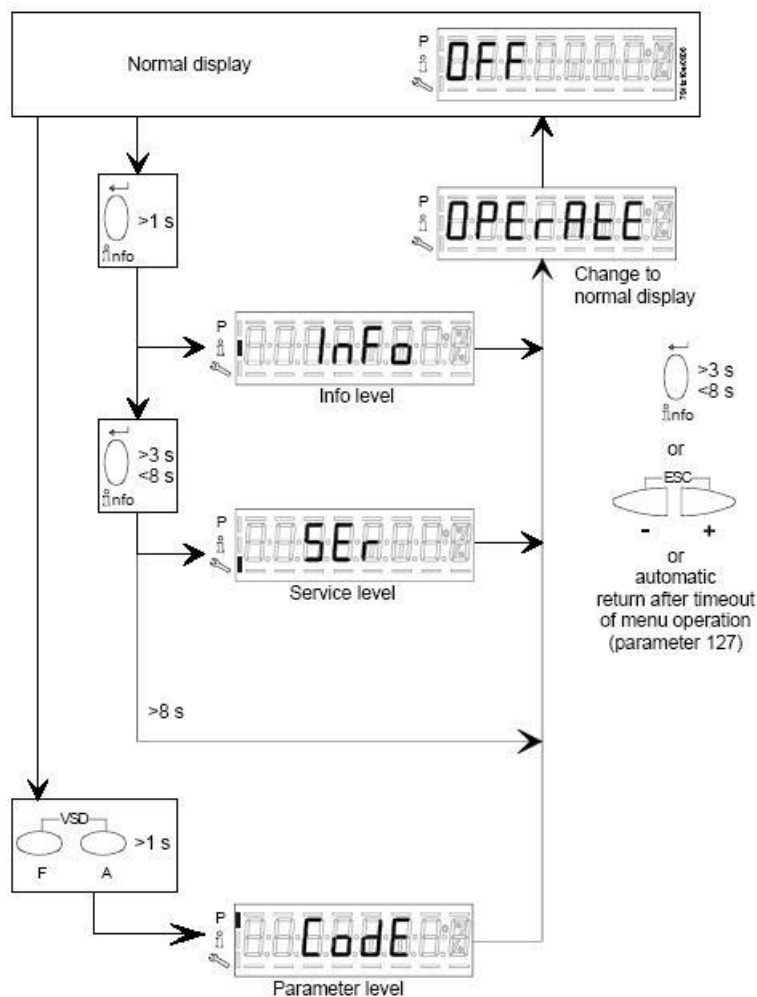 Normal display
P
OFF
>1 s
info
P
OPErAtE
Change to
normal display
P
InFo
Info level
>3 s
<8 s
info
>3 s
<8 s
info
or
ESC
- +
or
automatic
return after timeout
of menu operation
(parameter 127)
P
SEr
Service level
>8 s
VSD
>1 s
F A
P
CodE
Parameter level